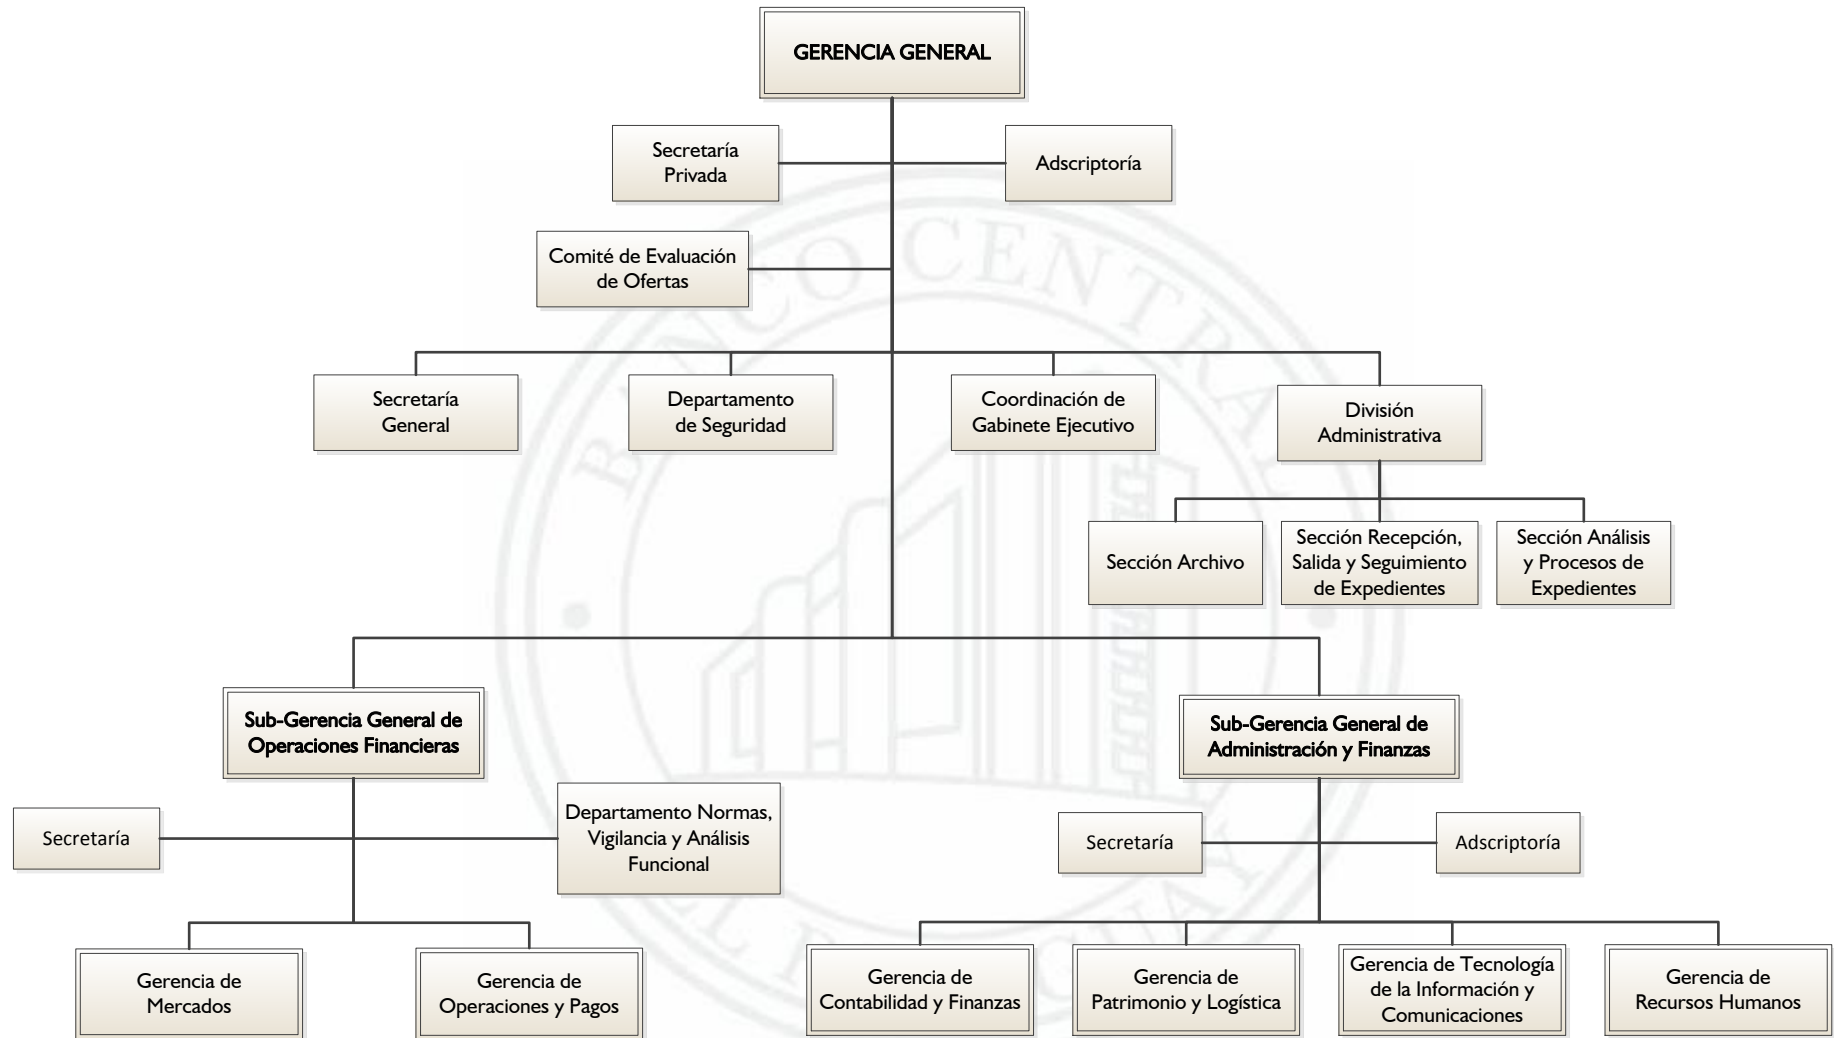 GERENCIA GENERAL
Secretaría
Privada
Adscriptoría
Comité de Evaluación
de Ofertas
Secretaría
General
Departamento
de Seguridad
Coordinación de
Gabinete Ejecutivo
División
Administrativa
Sección Archivo
Sección Recepción,
Salida y Seguimiento
de Expedientes
Sección Análisis
y Procesos de
Expedientes
Sub-Gerencia General de
Operaciones Financieras
Sub-Gerencia General de
Administración y Finanzas
Secretaría
Departamento Normas,
Vigilancia y Análisis
Funcional
Secretaría
Adscriptoría
Gerencia de
Mercados
Gerencia de
Operaciones y Pagos
Gerencia de
Contabilidad y Finanzas
Gerencia de
Patrimonio y Logística
Gerencia de Tecnología
de la Información y
Comunicaciones
Gerencia de
Recursos Humanos
BANCO CENTRAL